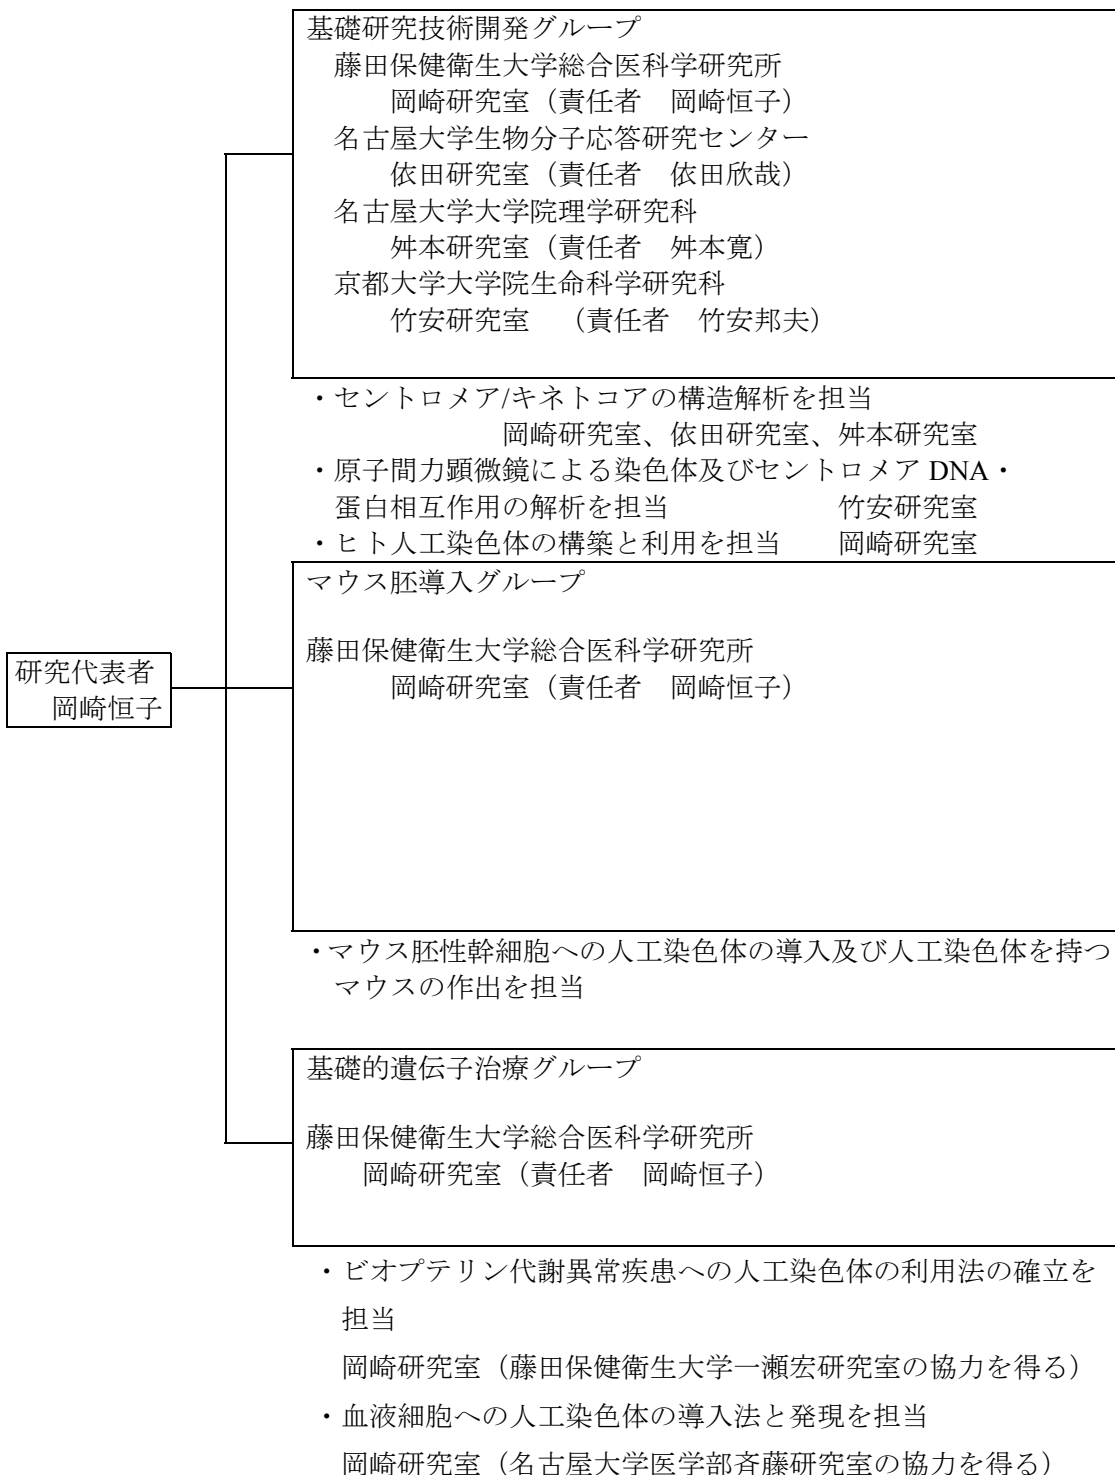 基礎研究技術開発グループ
藤田保健衛生大学総合医科学研究所
岡崎研究室（責任者　岡崎恒子）
名古屋大学生物分子応答研究センター
依田研究室（責任者　依田欣哉）
名古屋大学大学院理学研究科
舛本研究室（責任者　舛本寛）
京都大学大学院生命科学研究科
竹安研究室　（責任者　竹安邦夫）
・セントロメア/キネトコアの構造解析を担当
岡崎研究室、依田研究室、舛本研究室
・原子間力顕微鏡による染色体及びセントロメア DNA・
蛋白相互作用の解析を担当　　　　　　竹安研究室
・ヒト人工染色体の構築と利用を担当　　岡崎研究室
研究代表者
岡崎恒子
マウス胚導入グループ
藤田保健衛生大学総合医科学研究所
岡崎研究室（責任者　岡崎恒子）
・マウス胚性幹細胞への人工染色体の導入及び人工染色体を持つ
マウスの作出を担当
基礎的遺伝子治療グループ
藤田保健衛生大学総合医科学研究所
岡崎研究室（責任者　岡崎恒子）
・ビオプテリン代謝異常疾患への人工染色体の利用法の確立を
担当
岡崎研究室（藤田保健衛生大学一瀬宏研究室の協力を得る）
・血液細胞への人工染色体の導入法と発現を担当
岡崎研究室（名古屋大学医学部斉藤研究室の協力を得る）